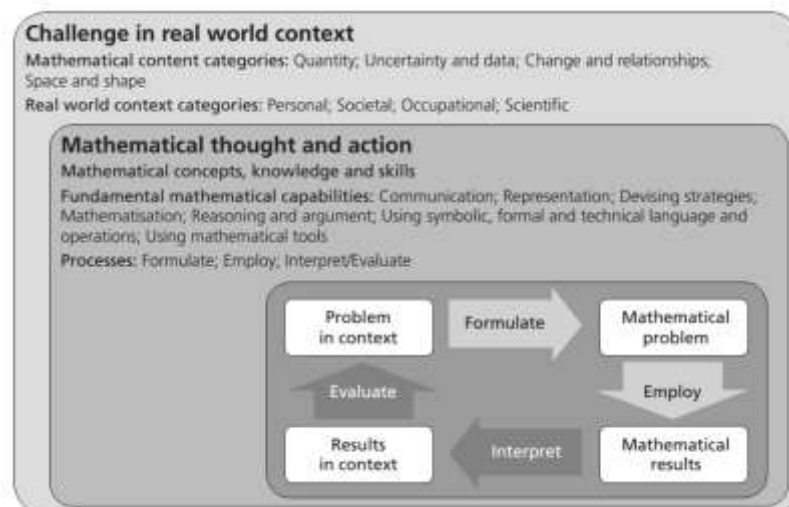 Challenge in real world context
Mathematical content categories: Quantity; Uncertainty and data; Change and relationships;
Space and shape
Real world context categories: Personal; Societal; Occupational; Scientific
Mathematical thought and action
Mathematical concepts, knowledge and skills
Fundamental mathematical capabilities: Communication; Representation; Devising strategies;
Mathematisation; Reasoning and argument; Using symbolic, formal and technical language and
operations; Using mathematical tools
Processes: Formulate; Employ; Interpret/Evaluate
Problem
in context
Formulate
Mathematical
problem
Evaluate
Employ
Results
in context
Interpret
Mathematical
results